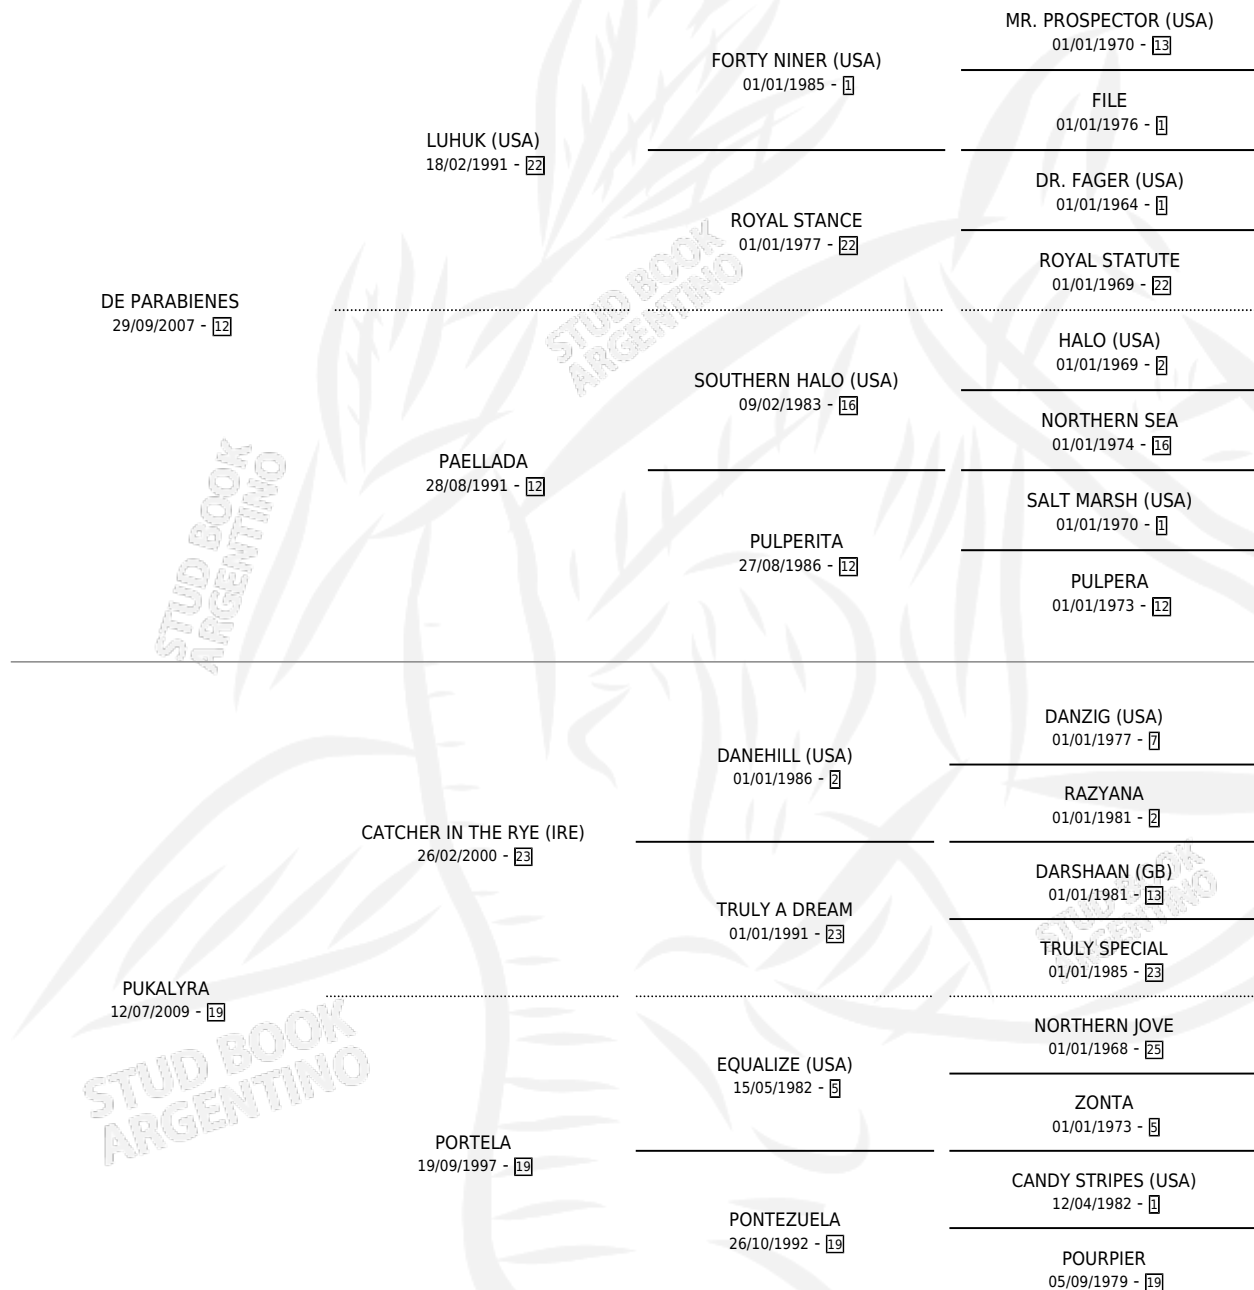 MR. PROSPECTOR (USA)
01/01/1970 - 13
FORTY NINER (USA)
01/01/1985 - 1
FILE
01/01/1976 - 1
LUHUK (USA)
18/02/1991 - 22
DR. FAGER (USA)
01/01/1964 - 1
ROYAL STANCE
01/01/1977 - 22
ROYAL STATUTE
01/01/1969 - 22
DE PARABIENES
29/09/2007 - 12
HALO (USA)
01/01/1969 - 2
SOUTHERN HALO (USA)
09/02/1983 - 16
NORTHERN SEA
01/01/1974 - 16
PAELLADA
28/08/1991 - 12
SALT MARSH (USA)
01/01/1970 - 1
PULPERITA
27/08/1986 - 12
PULPERA
01/01/1973 - 12
STUD BOOK
ARGENTINO
STUD BOOK
ARGENTINO
DANZIG (USA)
01/01/1977 - 7
DANEHILL (USA)
01/01/1986 - 2
RAZYANA
01/01/1981 - 2
CATCHER IN THE RYE (IRE)
26/02/2000 - 23
DARSHAAN (GB)
01/01/1981 - 13
TRULY A DREAM
01/01/1991 - 23
TRULY SPECIAL
01/01/1985 - 23
PUKALYRA
12/07/2009 - 19
NORTHERN JOVE
01/01/1968 - 25
EQUALIZE (USA)
15/05/1982 - 5
ZONTA
01/01/1973 - 5
PORTELA
19/09/1997 - 19
CANDY STRIPES (USA)
12/04/1982 - 1
PONTEZUELA
26/10/1992 - 19
POURPIER
05/09/1979 - 19
STUD BOOK
ARGENTINO
STUD BOOK
ARGENTINO